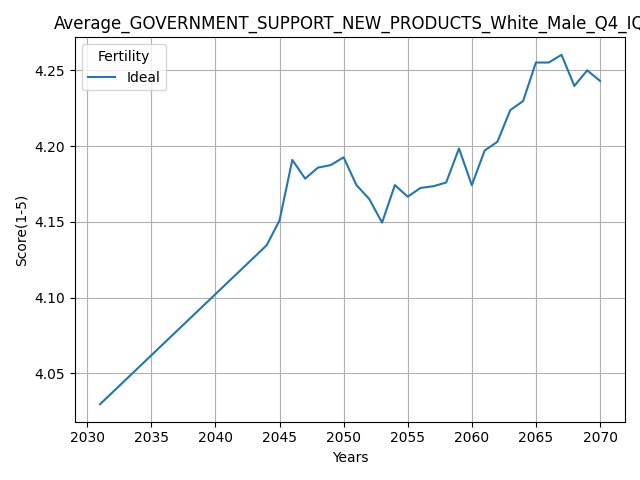 Average_GOVERNMENT_SUPPORT_NEW_PRODUCTS_White_Male_Q4_IQ
Fertility
Ideal
4.25
4.20
4.15
4.10
4.05
Score(1-5)
2030 2035 2040 2045 2050 2055 2060 2065 2070
Years